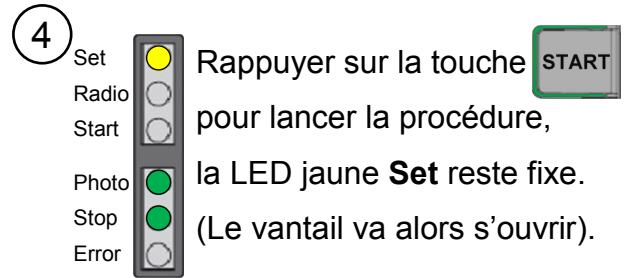 4
Set
Radio
Start
Photo
Stop
Error
Rappuyer sur la touche START
pour lancer la procédure,
la LED jaune Set reste fixe.
(Le vantail va alors s’ouvrir).